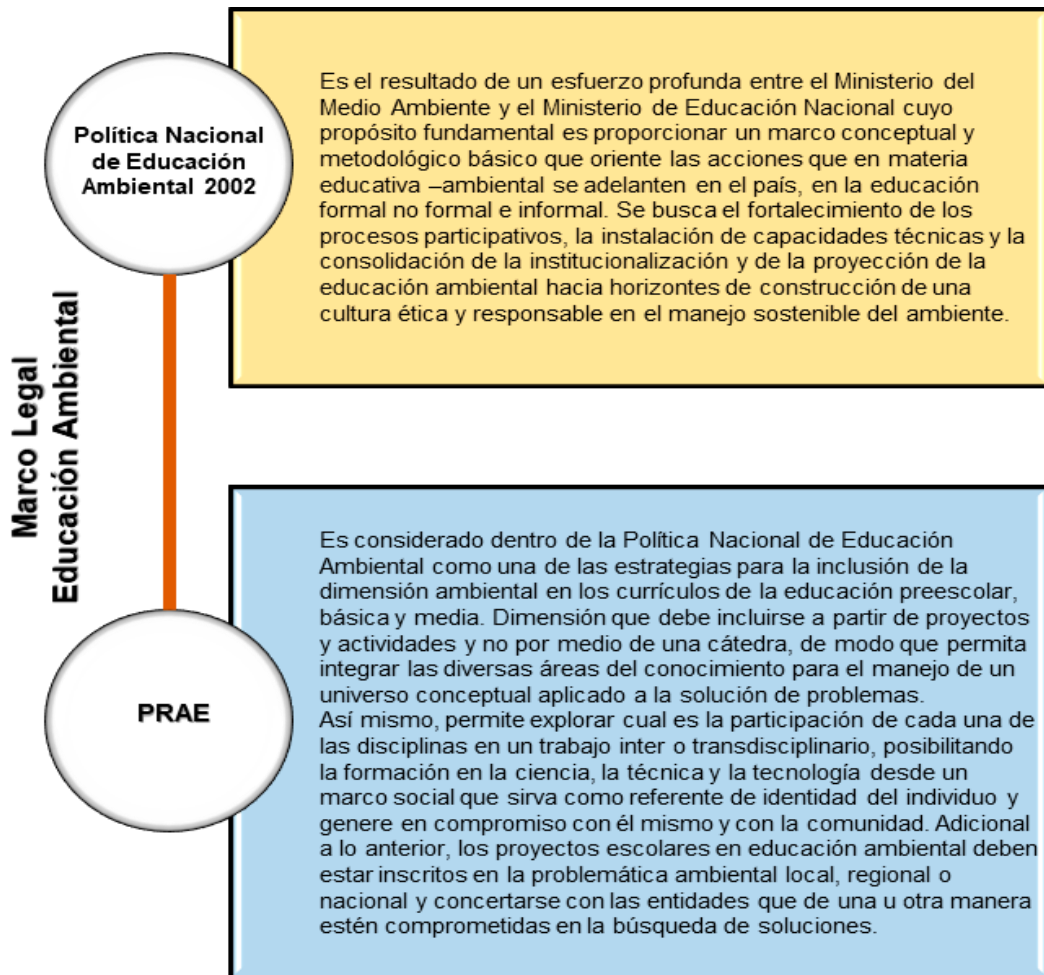 Marco Legal
Educación Ambiental
Política Nacional
de Educación
Ambiental 2002
Es el resultado de un esfuerzo profunda entre el Ministerio del
Medio Ambiente y el Ministerio de Educación Nacional cuyo
propósito fundamental es proporcionar un marco conceptual y
metodológico básico que oriente las acciones que en materia
educativa –ambiental se adelanten en el país, en la educación
formal no formal e informal. Se busca el fortalecimiento de los
procesos participativos, la instalación de capacidades técnicas y la
consolidación de la institucionalización y de la proyección de la
educación ambiental hacia horizontes de construcción de una
cultura ética y responsable en el manejo sostenible del ambiente.
PRAE
Es considerado dentro de la Política Nacional de Educación
Ambiental como una de las estrategias para la inclusión de la
dimensión ambiental en los currículos de la educación preescolar,
básica y media. Dimensión que debe incluirse a partir de proyectos
y actividades y no por medio de una cátedra, de modo que permita
integrar las diversas áreas del conocimiento para el manejo de un
universo conceptual aplicado a la solución de problemas.
Así mismo, permite explorar cual es la participación de cada una de
las disciplinas en un trabajo inter o transdisciplinario, posibilitando
la formación en la ciencia, la técnica y la tecnología desde un
marco social que sirva como referente de identidad del individuo y
genere en compromiso con él mismo y con la comunidad. Adicional
a lo anterior, los proyectos escolares en educación ambiental deben
estar inscritos en la problemática ambiental local, regional o
nacional y concertarse con las entidades que de una u otra manera
estén comprometidas en la búsqueda de soluciones.